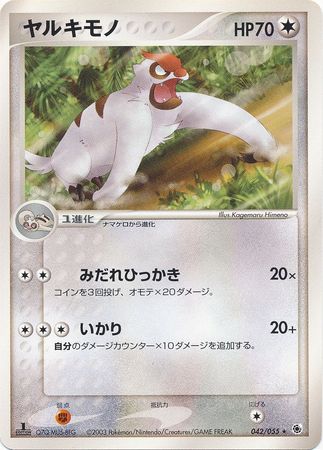 ヤルキモノ HP70
Illus. Kagemaru Himeno
1進化
ナマケロから進化
みだれひっかき 20×
コインを3回投げ、オモテ×20ダメージ。
いかり 20+
自分のダメージカウンター×10ダメージを追加する。
弱点 抵抗力 にげる
1 EDITION ©2003 Pokémon/Nintendo/Creatures/GAME FREAK. 042/055 ★